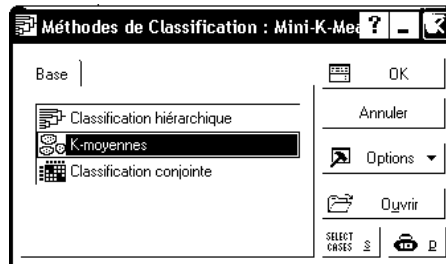 Méthodes de Classification : Mini-K-Mea
Base
OK
Classification hiérarchique
Annuler
K-moyennes
Options
Classification conjointe
Ouvrir
SELECT CASES S
D